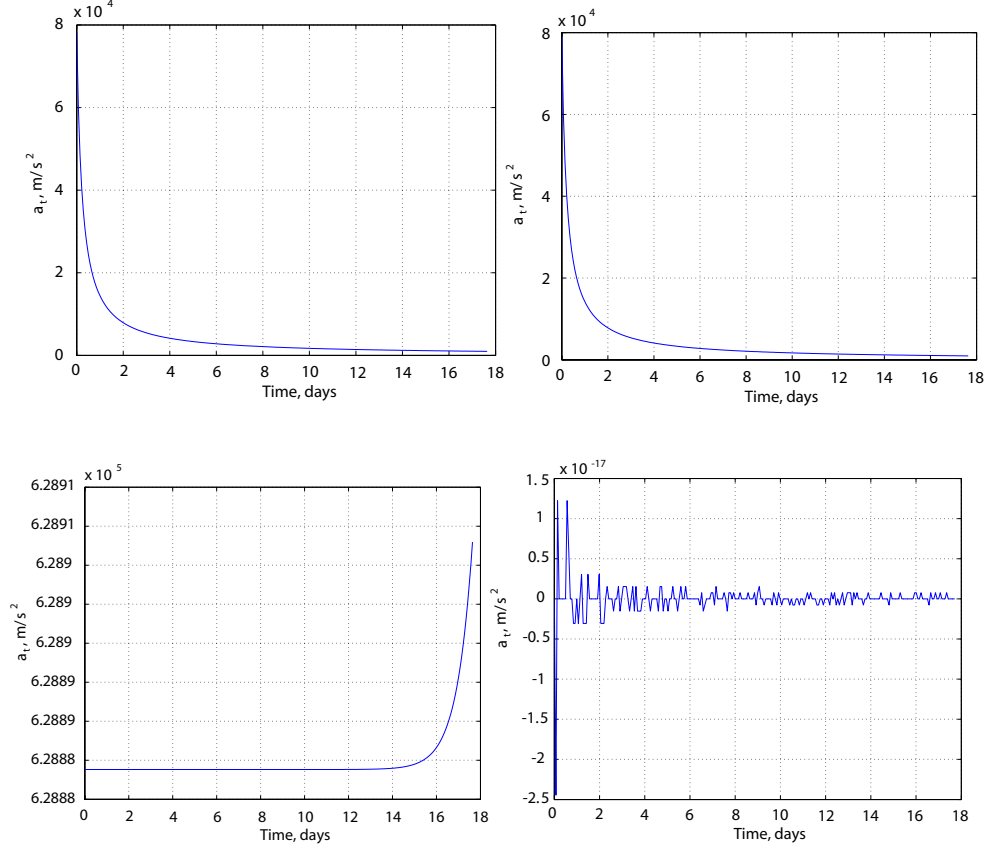 x 10 4
8
6
4
2
0
a t , m/s 2
0 2 4 6 8 10 12 14 16 18
Time, days
x 10 4
8
6
4
2
0
a t , m/s 2
0 2 4 6 8 10 12 14 16 18
Time, days
x 10 5
6.2891
6.2891
6.289
6.289
6.289
6.2889
6.2889
6.2888
6.2888
a t , m/s 2
0 2 4 6 8 10 12 14 16 18
Time, days
x 10 -17
1.5
1
0.5
0
-0.5
-1
-1.5
-2
-2.5
a t , m/s 2
0 2 4 6 8 10 12 14 16 18
Time, days